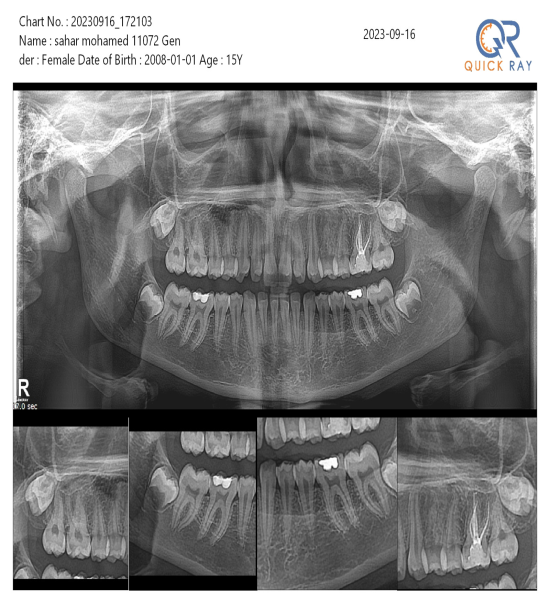 Chart No. : 20230916_172103
Name : sahar mohamed 11072 Gen
der : Female Date of Birth : 2008-01-01 Age : 15Y
2023-09-16
QR
QUICK RAY
R
17.0 sec